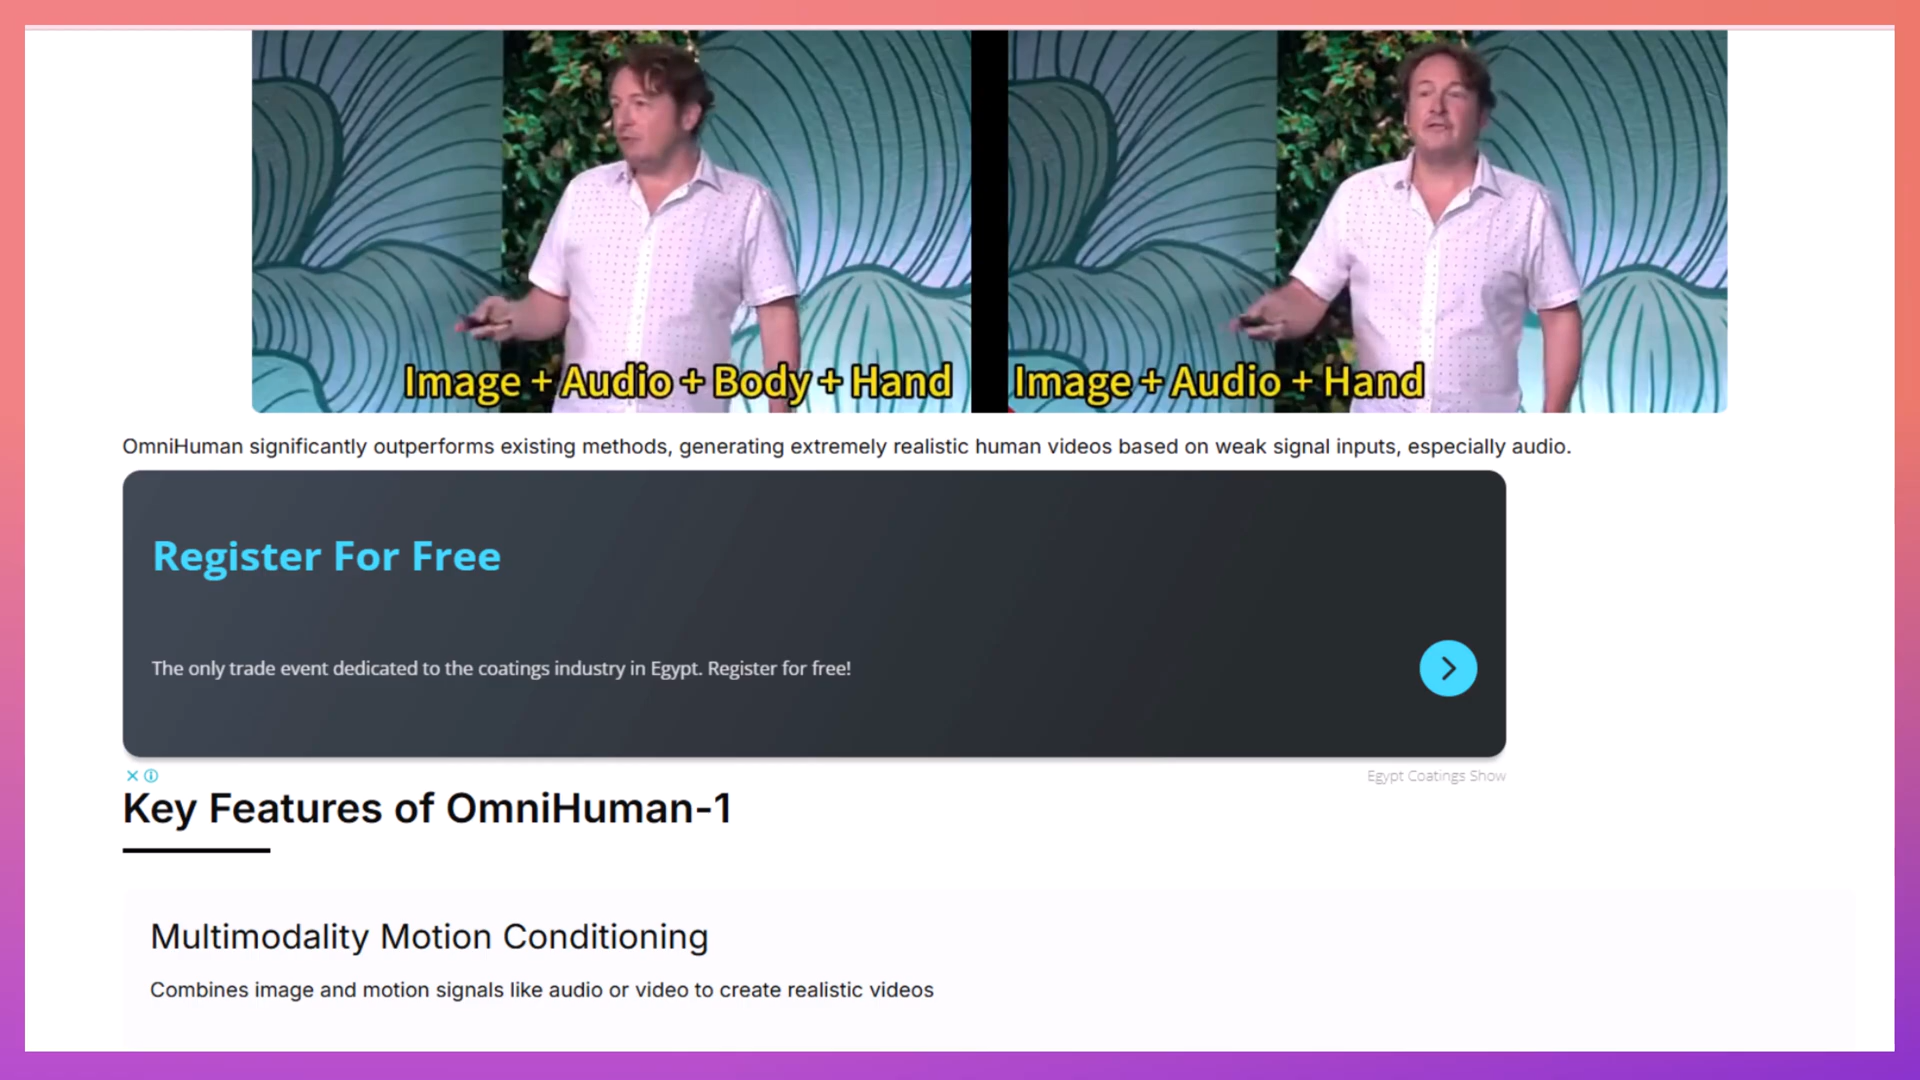 Image + Audio + Body + Hand
Image + Audio + Hand
OmniHuman significantly outperforms existing methods, generating extremely realistic human videos based on weak signal inputs, especially audio.
Register For Free
The only trade event dedicated to the coatings industry in Egypt. Register for free!
Egypt Coatings Show
Key Features of OmniHuman-1
Multimodality Motion Conditioning
Combines image and motion signals like audio or video to create realistic videos